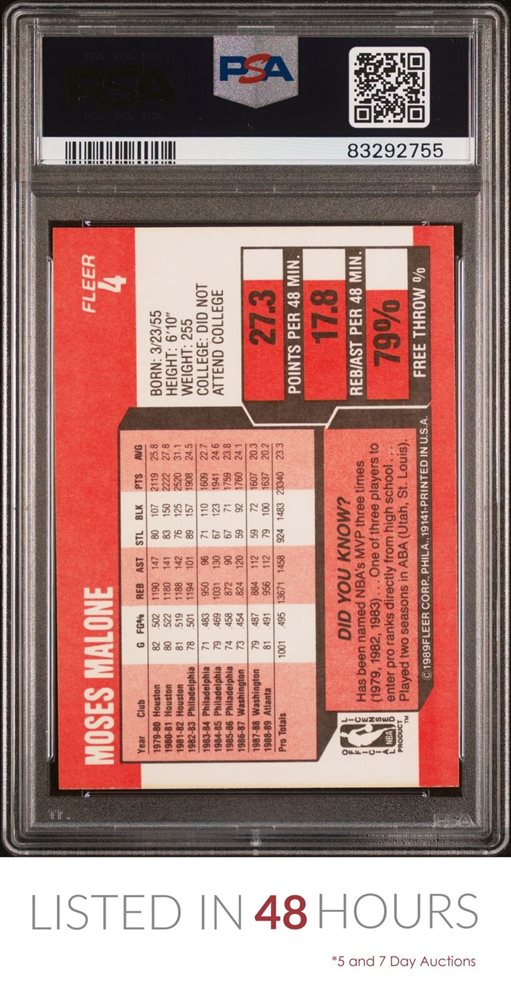 PSA
83292755
FLEER
4
MOSES MALONE
BORN: 3/23/55
HEIGHT: 6'10"
WEIGHT: 255
COLLEGE: DID NOT
ATTEND COLLEGE
Year Club G FG% REB AST STL BLK PTS AVG
1979-80 Houston 82 .502 1190 147 80 107 2119 25.8
1980-81 Houston 80 .522 1180 141 83 150 2222 27.8
1981-82 Houston 81 .519 1188 142 76 125 2520 31.1
1982-83 Philadelphia 78 .501 1194 101 89 157 1908 24.5
1983-84 Philadelphia 71 .483 950 96 71 110 1609 22.7
1984-85 Philadelphia 79 .469 1031 130 67 123 1941 24.6
1985-86 Philadelphia 74 .458 872 90 67 71 1759 23.8
1986-87 Washington 73 .454 824 120 59 92 1760 24.1
1987-88 Washington 79 .487 884 112 59 72 1607 20.3
1988-89 Atlanta 81 .491 956 112 79 100 1637 20.2
Pro Totals 1001 .495 13671 1458 924 1483 23340 23.3
27.3
POINTS PER 48 MIN.
17.8
REB/AST PER 48 MIN.
79%
FREE THROW %
DID YOU KNOW?
Has been named NBA's MVP three times
(1979, 1982, 1983). . . One of three players to
enter pro ranks directly from high school. . .
Played two seasons in ABA (Utah, St. Louis).
OFFICIAL
NBA
LICENSED
PRODUCT™
©1989 FLEER CORP., PHILA., 19141-PRINTED IN U.S.A.
PSA
LISTED IN 48 HOURS
*5 and 7 Day Auctions